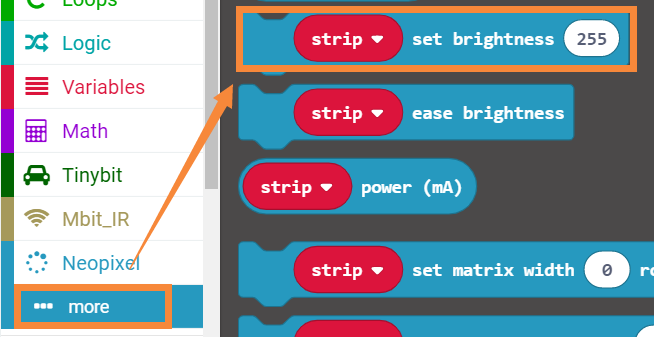 Loops
Logic
Variables
Math
Tinybit
Mbit_IR
Neopixel
more
strip set brightness 255
strip ease brightness
strip power (mA)
strip set matrix width 0
strip